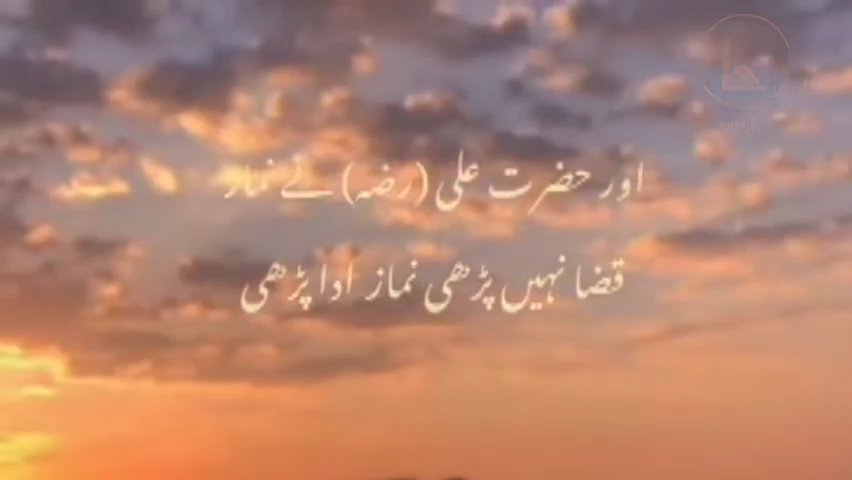 اور حضرت علی (رضہ) نے نماز
قضا نہیں پڑھی نماز ادا پڑھی